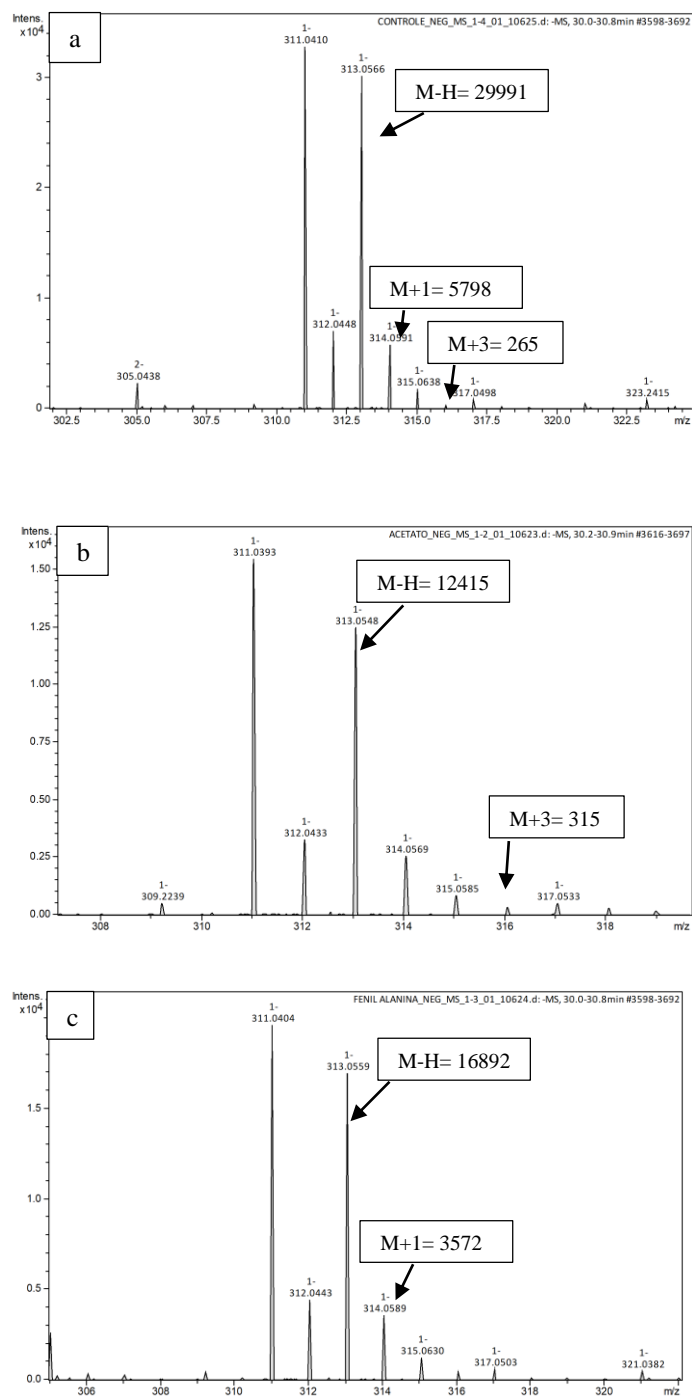 Intens.
x10⁴
a
CONTROLE_NEG_MS_1-4_01_10625.d: -MS, 30.0-30.8min #3598-3692
1-
311.0410
1-
313.0566
M-H= 29991
3
2
M+1= 5798
1
1-
312.0448
1-
314.0591
M+3= 265
2-
305.0438
1-
315.0638
1-
317.0498
1-
323.2415
0
302.5 305.0 307.5 310.0 312.5 315.0 317.5 320.0 322.5 m/z
Intens.
x10⁴
b
ACETATO_NEG_MS_1-2_01_10623.d: -MS, 30.2-30.9min #3616-3697
1-
311.0393
1.50
M-H= 12415
1-
313.0548
1.25
1.00
0.75
0.50
M+3= 315
1-
312.0433
1-
314.0569
0.25
1-
309.2239
1-
315.0585
1-
317.0533
0.00
308 310 312 314 316 318 m/z
Intens.
x10⁴
c
FENIL ALANINA_NEG_MS_1-3_01_10624.d: -MS, 30.0-30.8min #3598-3692
1-
311.0404
1-
313.0559
M-H= 16892
1.5
1.0
M+1= 3572
0.5
1-
312.0443
1-
314.0589
1-
315.0630
1-
317.0503
1-
321.0382
0.0
306 308 310 312 314 316 318 320 m/z